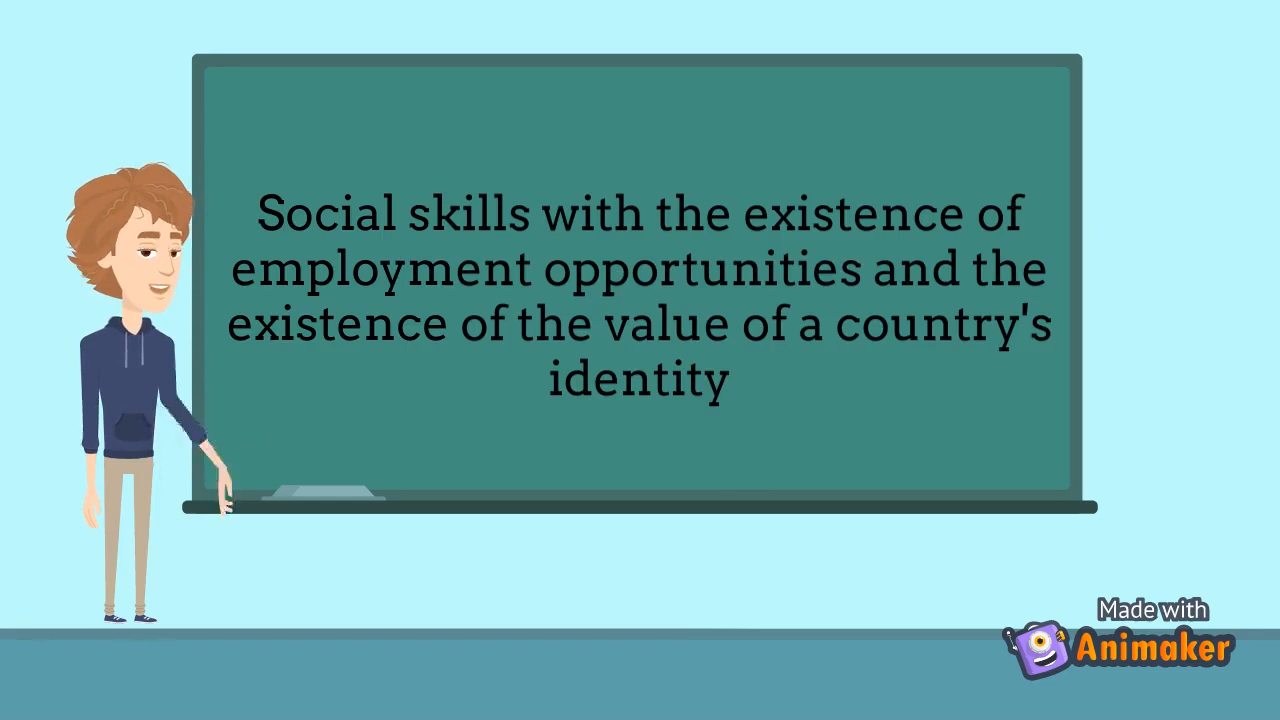 Social skills with the existence of
employment opportunities and the
existence of the value of a country's
identity
Made with
Animaker